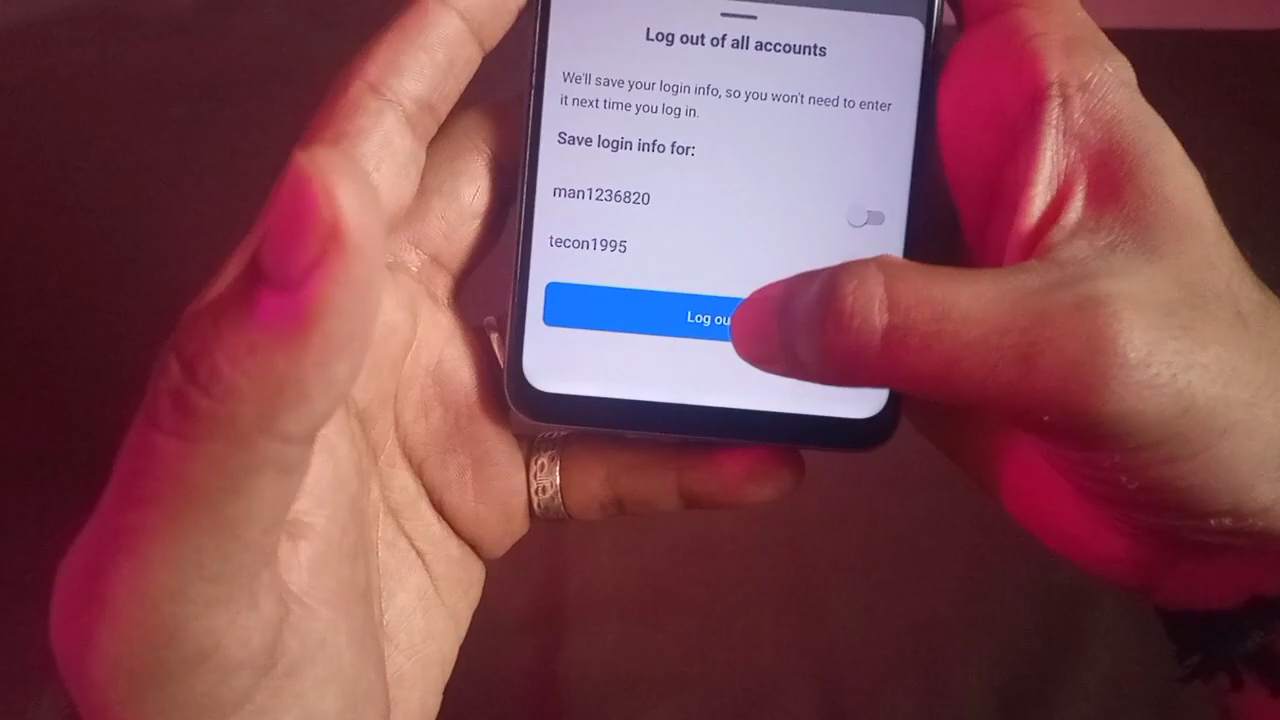 Log out of all accounts
We'll save your login info, so you won't need to enter
it next time you log in.
Save login info for:
man1236820
tecon1995
Log ou